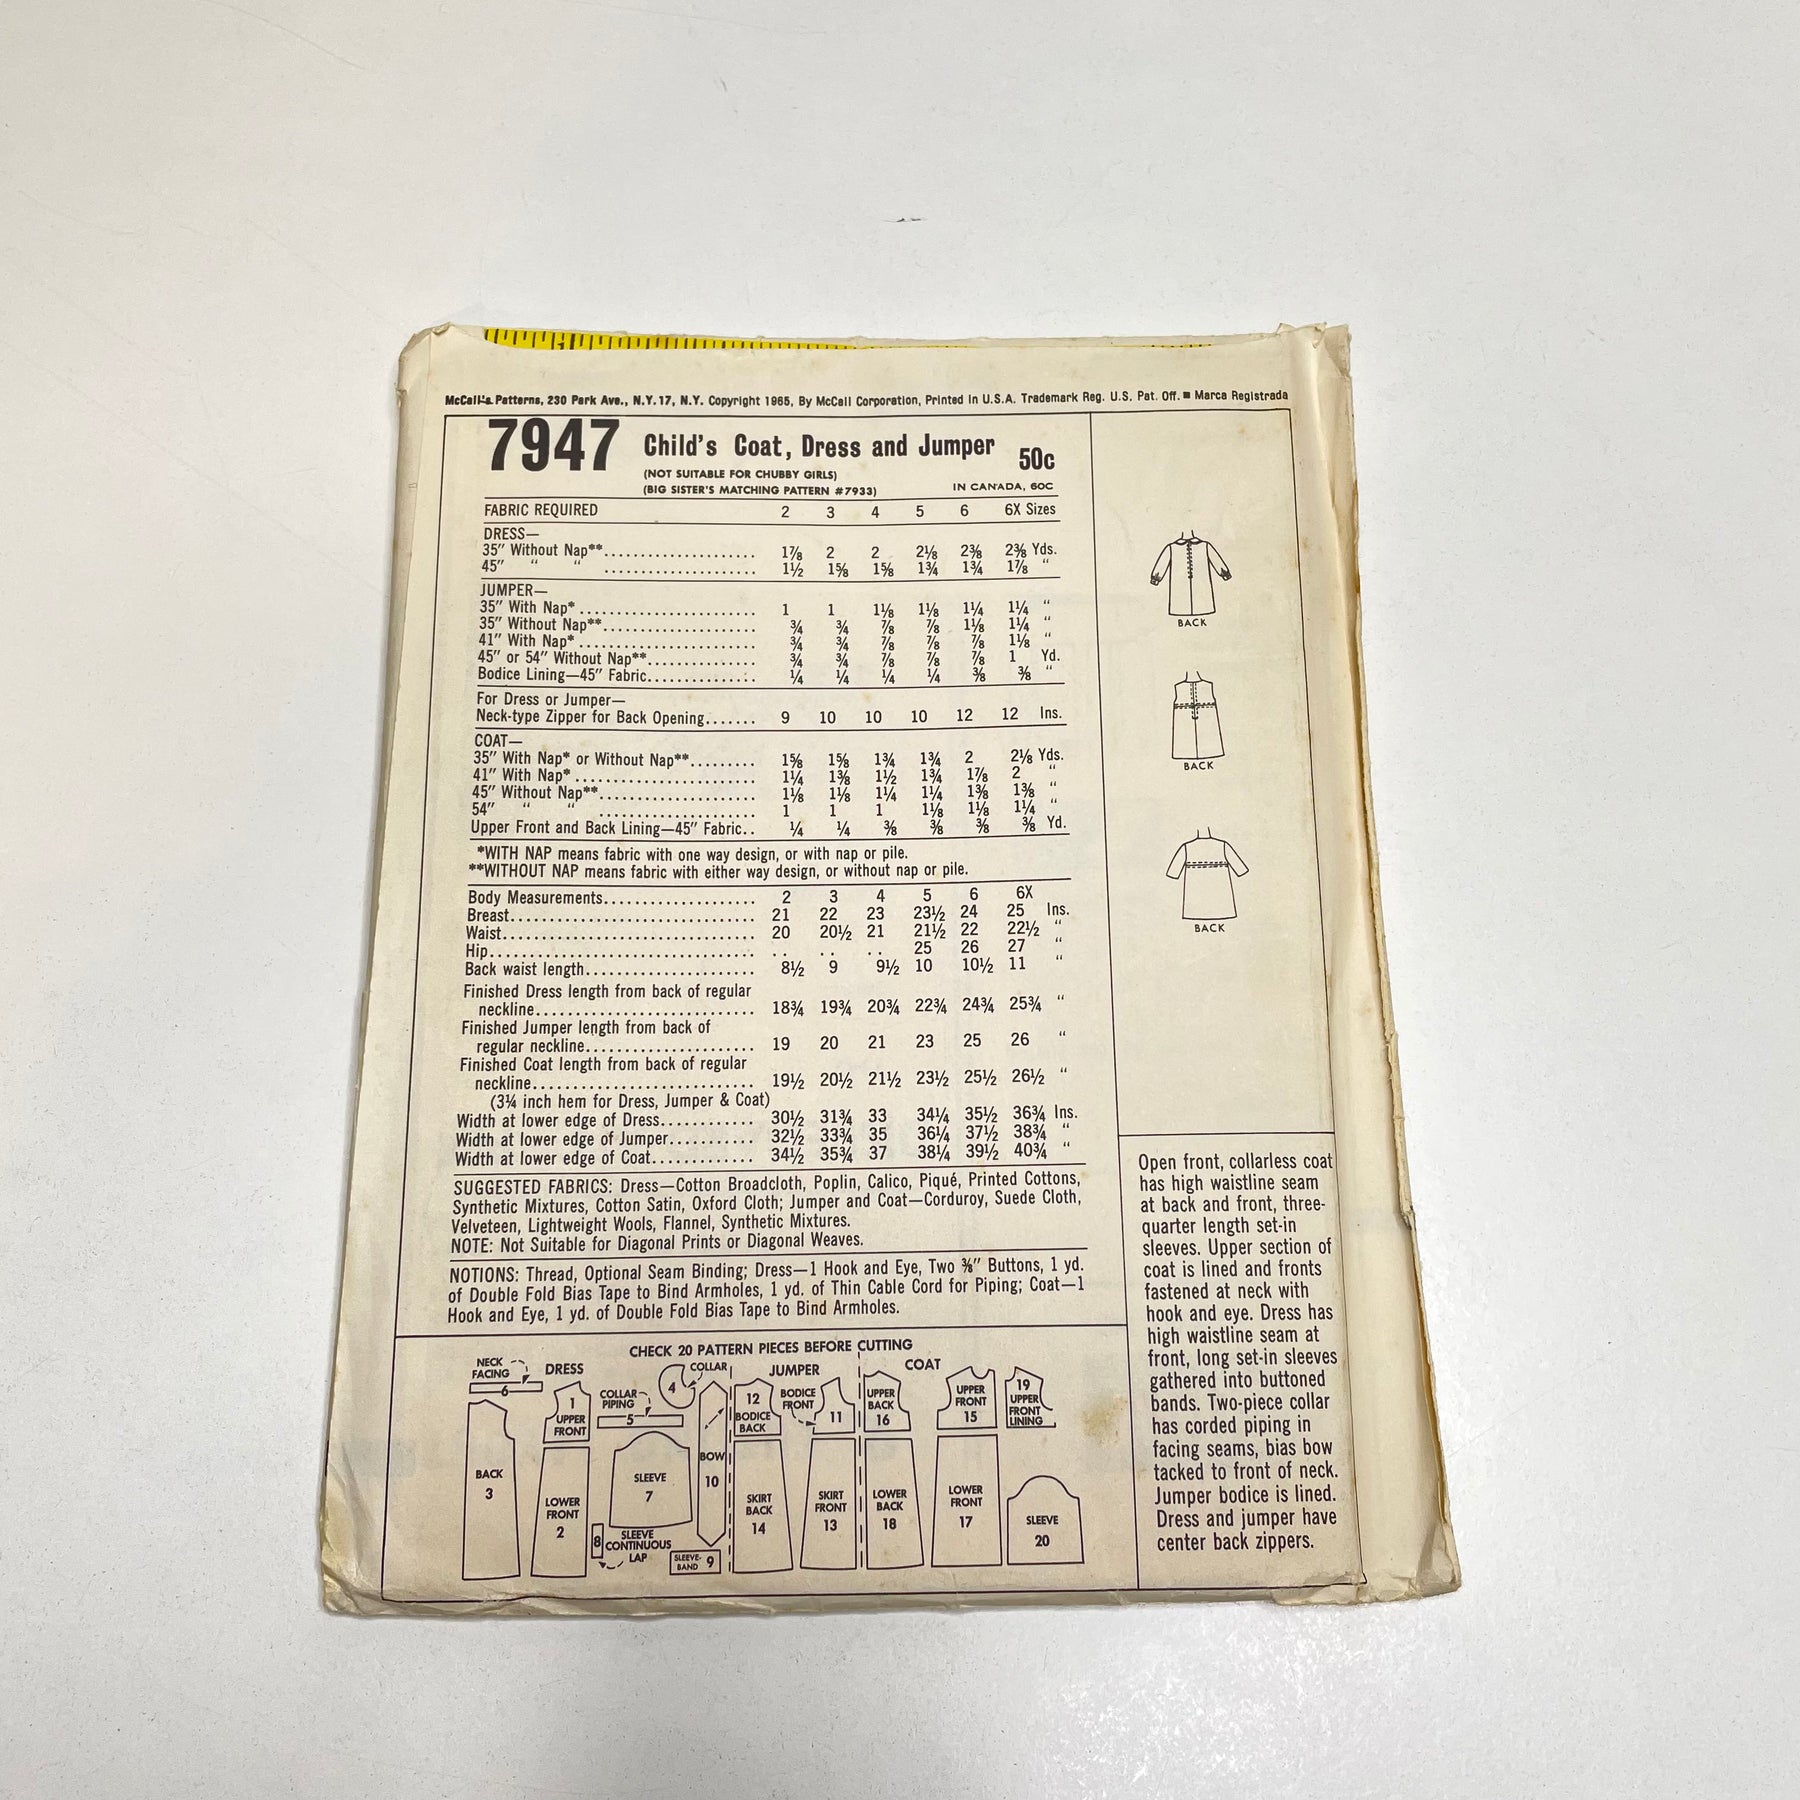 McCall's Patterns, 230 Park Ave., N.Y. 17, N.Y. Copyright 1965, By McCall Corporation, Printed in U.S.A. Trademark Reg. U.S. Pat. Off. ■ Marca Registrada
7947 Child's Coat, Dress and Jumper 50c
(NOT SUITABLE FOR CHUBBY GIRLS)
(BIG SISTER'S MATCHING PATTERN #7933) IN CANADA, 60C
FABRIC REQUIRED 2 3 4 5 6 6X Sizes
DRESS—
35" Without Nap** 1⅞ 2 2 2⅛ 2⅜ 2⅜ Yds.
45" " " 1½ 1⅝ 1⅝ 1¾ 1¾ 1⅞ "
JUMPER—
35" With Nap* 1 1 1⅛ 1⅛ 1¼ 1¼ "
35" Without Nap** ¾ ¾ ⅞ ⅞ 1⅛ 1¼ "
41" With Nap* ¾ ¾ ⅞ ⅞ ⅞ 1⅛ "
45" or 54" Without Nap** ¾ ¾ ⅞ ⅞ ⅞ 1 Yd.
Bodice Lining—45" Fabric ¼ ¼ ¼ ¼ ⅜ ⅜ "
For Dress or Jumper—
Neck-type Zipper for Back Opening 9 10 10 10 12 12 Ins.
COAT—
35" With Nap* or Without Nap** 1⅝ 1⅝ 1¾ 1¾ 2 2⅛ Yds.
41" With Nap* 1¼ 1⅜ 1½ 1¾ 1⅞ 2 "
45" Without Nap** 1⅛ 1⅛ 1¼ 1¼ 1⅜ 1⅜ "
54" " " 1 1 1 1⅛ 1⅛ 1¼ "
Upper Front and Back Lining—45" Fabric.. ¼ ¼ ⅜ ⅜ ⅜ ⅜ Yd.
*WITH NAP means fabric with one way design, or with nap or pile.
**WITHOUT NAP means fabric with either way design, or without nap or pile.
Body Measurements 2 3 4 5 6 6X
Breast 21 22 23 23½ 24 25 Ins.
Waist 20 20½ 21 21½ 22 22½ "
Hip .. .. .. 25 26 27 "
Back waist length 8½ 9 9½ 10 10½ 11 "
Finished Dress length from back of regular
neckline 18¾ 19¾ 20¾ 22¾ 24¾ 25¾ "
Finished Jumper length from back of
regular neckline 19 20 21 23 25 26 "
Finished Coat length from back of regular
neckline 19½ 20½ 21½ 23½ 25½ 26½ "
(3¼ inch hem for Dress, Jumper & Coat)
Width at lower edge of Dress 30½ 31¾ 33 34¼ 35½ 36¾ Ins.
Width at lower edge of Jumper 32½ 33¾ 35 36¼ 37½ 38¾ "
Width at lower edge of Coat 34½ 35¾ 37 38¼ 39½ 40¾ "
SUGGESTED FABRICS: Dress—Cotton Broadcloth, Poplin, Calico, Piqué, Printed Cottons,
Synthetic Mixtures, Cotton Satin, Oxford Cloth; Jumper and Coat—Corduroy, Suede Cloth,
Velveteen, Lightweight Wools, Flannel, Synthetic Mixtures.
NOTE: Not Suitable for Diagonal Prints or Diagonal Weaves.
NOTIONS: Thread, Optional Seam Binding; Dress—1 Hook and Eye, Two ⅜" Buttons, 1 yd.
of Double Fold Bias Tape to Bind Armholes, 1 yd. of Thin Cable Cord for Piping; Coat—1
Hook and Eye, 1 yd. of Double Fold Bias Tape to Bind Armholes.
CHECK 20 PATTERN PIECES BEFORE CUTTING
DRESS
NECK
FACING
6
BACK
3
1
UPPER
FRONT
LOWER
FRONT
2
COLLAR
PIPING
5
COLLAR
4
SLEEVE
7
8
SLEEVE
CONTINUOUS
LAP
SLEEVE-
BAND 9
BOW
10
JUMPER
12
BODICE
BACK
BODICE
FRONT
11
SKIRT
BACK
14
SKIRT
FRONT
13
COAT
UPPER
BACK
16
UPPER
FRONT
15
19
UPPER
FRONT
LINING
LOWER
BACK
18
LOWER
FRONT
17
SLEEVE
20
BACK
BACK
BACK
Open front, collarless coat
has high waistline seam
at back and front, three-
quarter length set-in
sleeves. Upper section of
coat is lined and fronts
fastened at neck with
hook and eye. Dress has
high waistline seam at
front, long set-in sleeves
gathered into buttoned
bands. Two-piece collar
has corded piping in
facing seams, bias bow
tacked to front of neck.
Jumper bodice is lined.
Dress and jumper have
center back zippers.